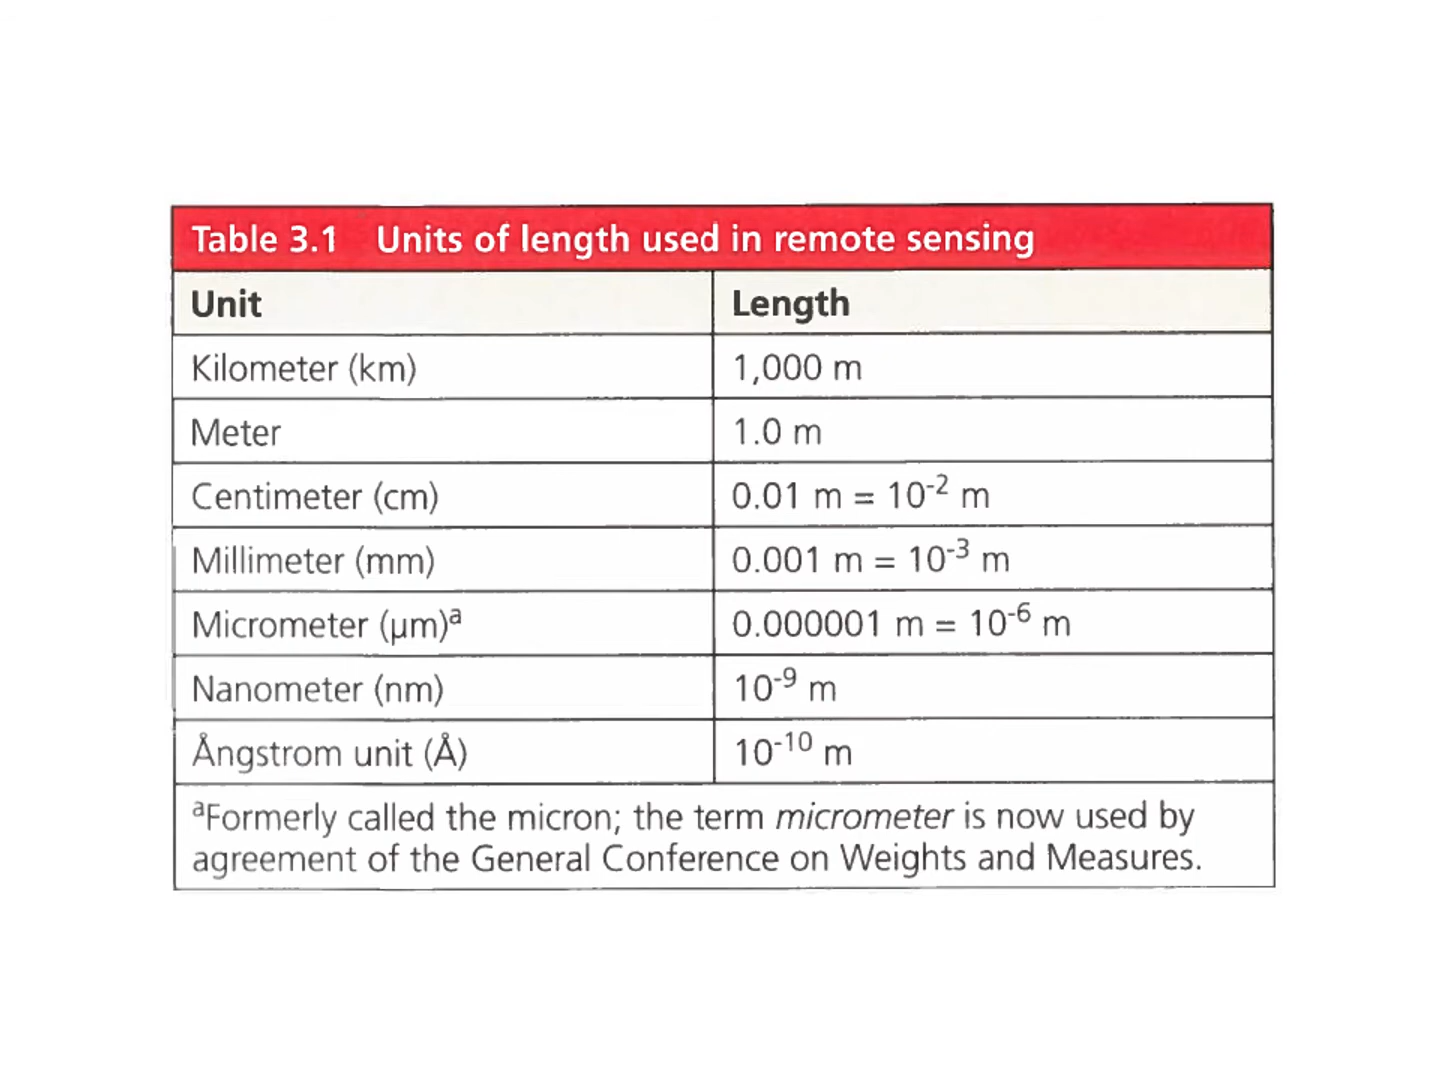 Table 3.1 Units of length used in remote sensing
Unit Length
Kilometer (km) 1,000 m
Meter 1.0 m
Centimeter (cm) 0.01 m = 10⁻² m
Millimeter (mm) 0.001 m = 10⁻³ m
Micrometer (µm)ᵃ 0.000001 m = 10⁻⁶ m
Nanometer (nm) 10⁻⁹ m
Ångstrom unit (Å) 10⁻¹⁰ m
ᵃFormerly called the micron; the term micrometer is now used by
agreement of the General Conference on Weights and Measures.